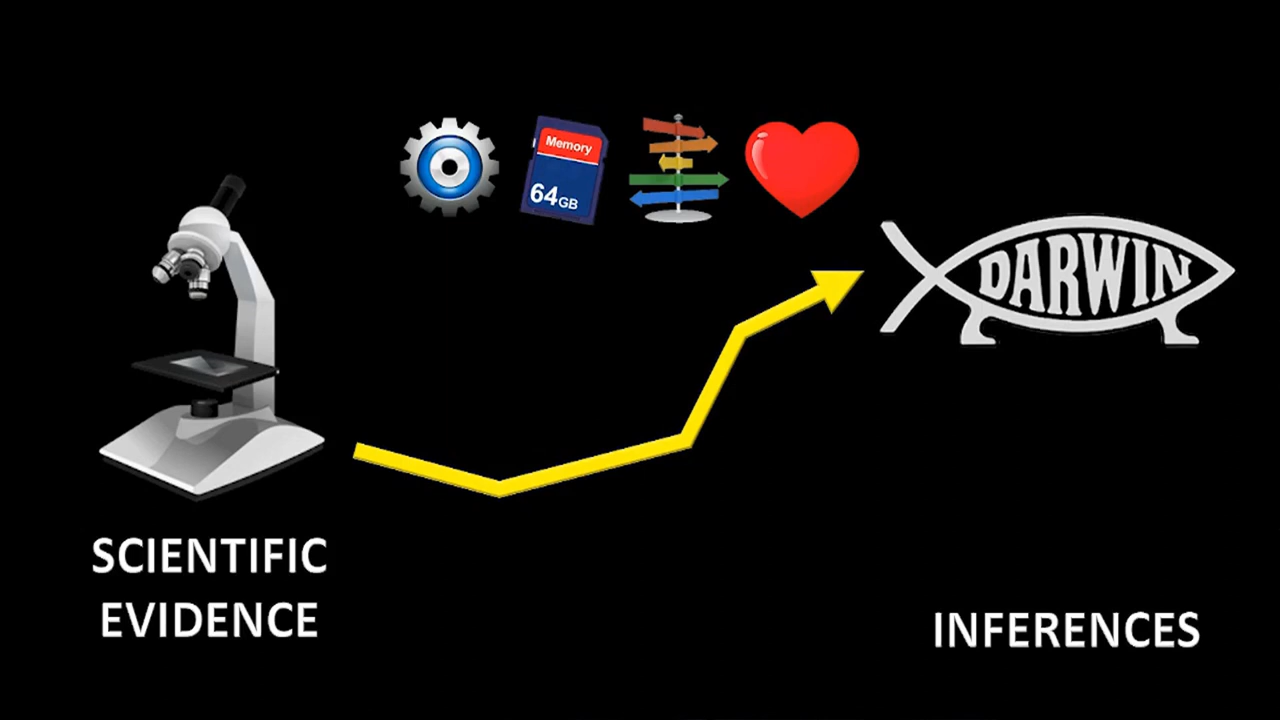 Memory
64GB
DARWIN
SCIENTIFIC
EVIDENCE
INFERENCES